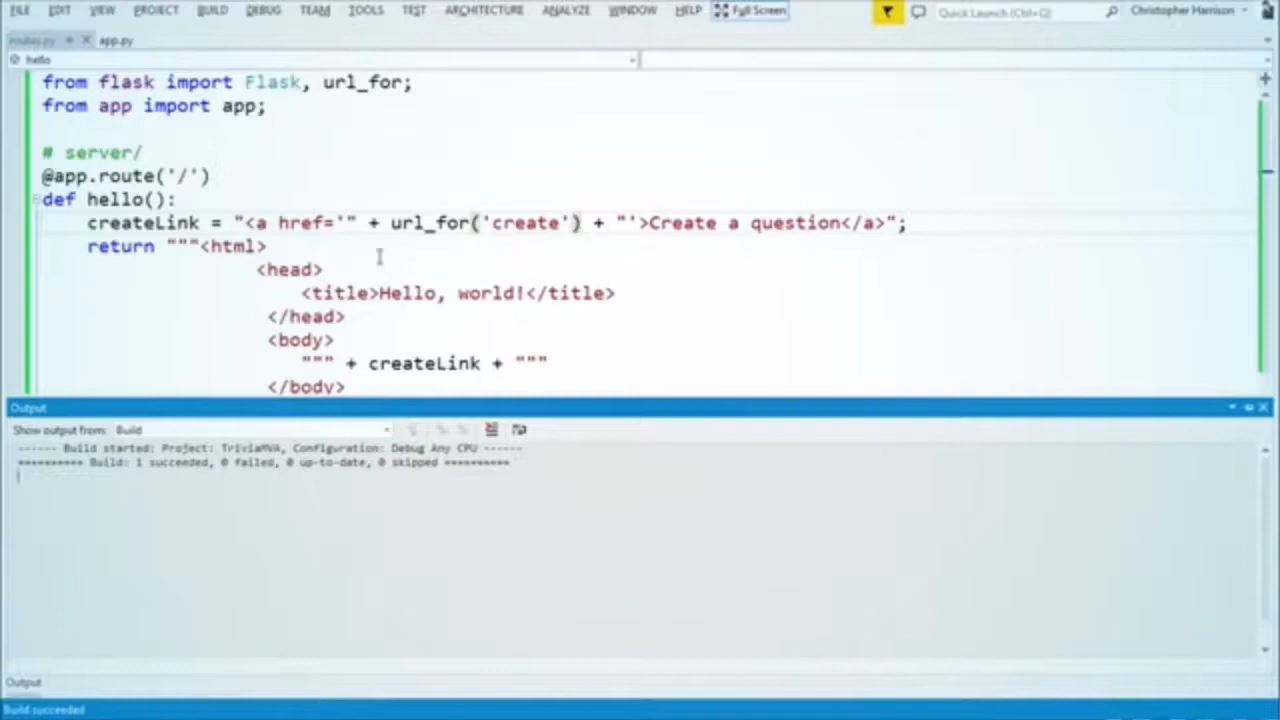 FILE EDIT VIEW PROJECT BUILD DEBUG TEAM TOOLS TEST ARCHITECTURE ANALYZE WINDOW HELP Full Screen Quick Launch (Ctrl+Q) Christopher Harrison
routes.py app.py
hello
from flask import Flask, url_for;
from app import app;
# server/
@app.route('/')
def hello():
createLink = "<a href='" + url_for('create') + "'>Create a question</a>";
return """<html>
<head>
<title>Hello, world!</title>
</head>
<body>
""" + createLink + """
</body>
Output
Show output from: Build
------ Build started: Project: TriviaMVA, Configuration: Debug Any CPU ------
========== Build: 1 succeeded, 0 failed, 0 up-to-date, 0 skipped ==========
Output
Build succeeded